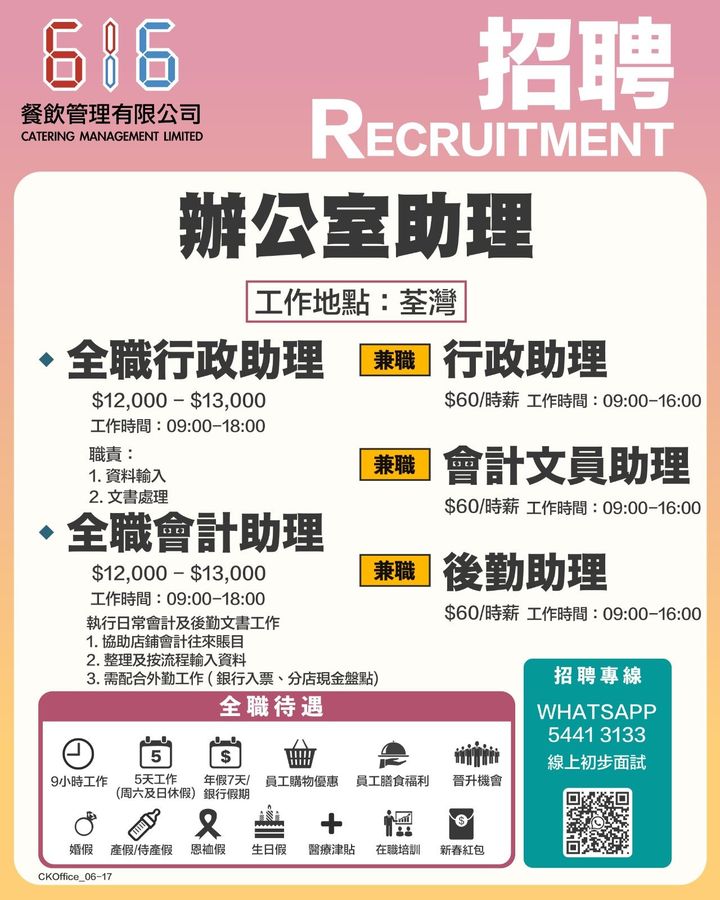 616
餐飲管理有限公司
CATERING MANAGEMENT LIMITED
招聘
RECRUITMENT
辦公室助理
工作地點：荃灣
全職行政助理
$12,000 – $13,000
工作時間：09:00-18:00
職責：
1. 資料輸入
2. 文書處理
全職會計助理
$12,000 – $13,000
工作時間：09:00-18:00
執行日常會計及後勤文書工作
1. 協助店鋪會計往來賬目
2. 整理及按流程輸入資料
3. 需配合外勤工作 ( 銀行入票、分店現金盤點)
兼職 行政助理
$60/時薪 工作時間：09:00-16:00
兼職 會計文員助理
$60/時薪 工作時間：09:00-16:00
兼職 後勤助理
$60/時薪 工作時間：09:00-16:00
全職待遇
9小時工作
5
5天工作
(周六及日休假)
$
年假7天/
銀行假期
員工購物優惠
員工膳食福利
晉升機會
婚假
產假/侍產假
恩恤假
生日假
醫療津貼
在職培訓
$
新春紅包
招聘專線
WHATSAPP
5441 3133
線上初步面試
CKOffice_06-17